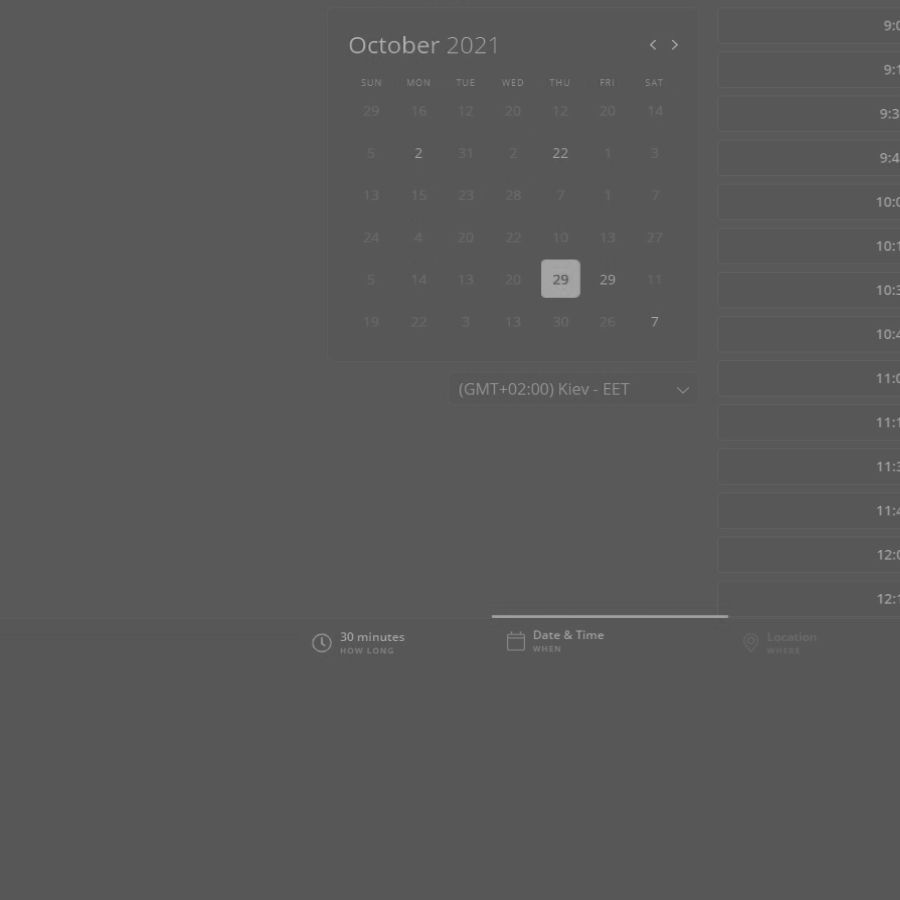 October 2021
SUN MON TUE WED THU FRI SAT
29 16 12 20 12 20 14
5 2 31 2 22 1 3
13 15 23 28 7 1 7
24 4 20 22 10 13 27
5 14 13 20 29 29 11
19 22 3 13 30 26 7
(GMT+02:00) Kiev - EET
9:0
9:1
9:3
9:4
10:0
10:1
10:3
10:4
11:0
11:1
11:3
11:4
12:0
12:1
30 minutes
HOW LONG
Date & Time
WHEN
Location
WHERE